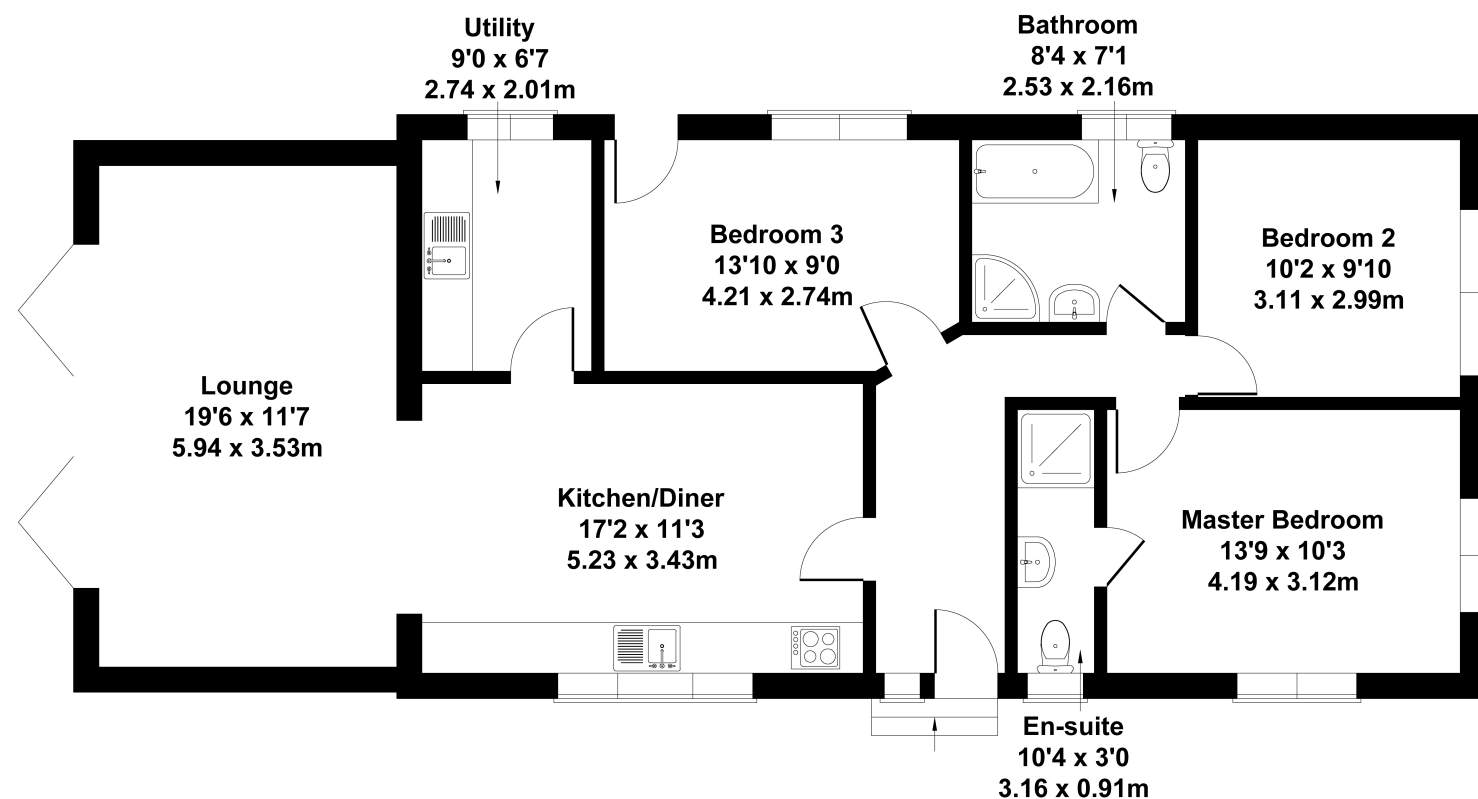 Utility
9'0 x 6'7
2.74 x 2.01m
Bathroom
8'4 x 7'1
2.53 x 2.16m
Bedroom 3
13'10 x 9'0
4.21 x 2.74m
Bedroom 2
10'2 x 9'10
3.11 x 2.99m
Lounge
19'6 x 11'7
5.94 x 3.53m
Kitchen/Diner
17'2 x 11'3
5.23 x 3.43m
Master Bedroom
13'9 x 10'3
4.19 x 3.12m
En-suite
10'4 x 3'0
3.16 x 0.91m